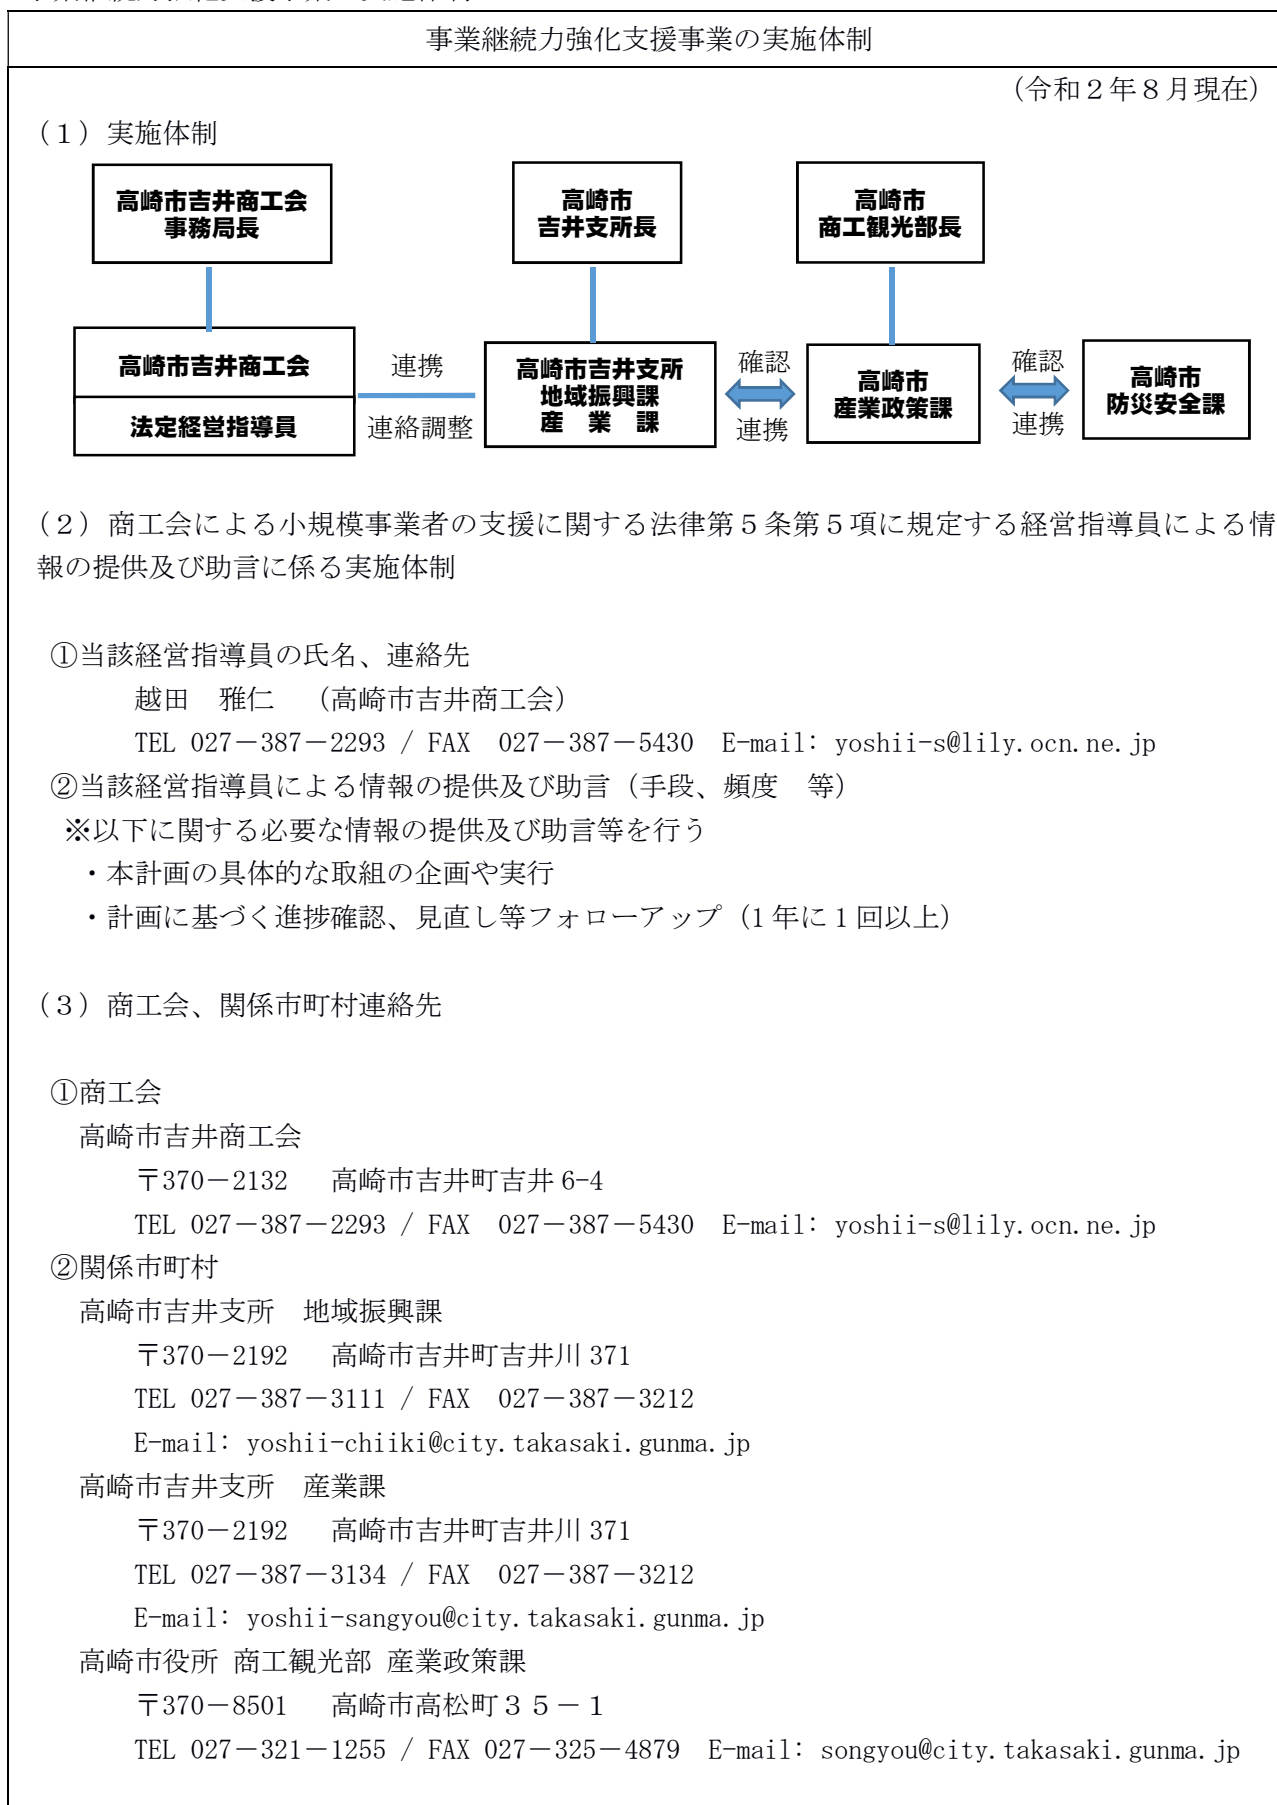 事業継続力強化支援事業の実施体制
(令和２年８月現在)
（１）実施体制
高崎市吉井商工会
事務局長
高崎市
吉井支所長
高崎市
商工観光部長
高崎市吉井商工会
法定経営指導員
連携
連絡調整
高崎市吉井支所
地域振興課
産　業　課
確認
連携
高崎市
産業政策課
確認
連携
高崎市
防災安全課
（２）商工会による小規模事業者の支援に関する法律第５条第５項に規定する経営指導員による情
報の提供及び助言に係る実施体制
①当該経営指導員の氏名、連絡先
越田　雅仁　（高崎市吉井商工会）
TEL 027－387－2293 / FAX　027－387－5430　E-mail: yoshii-s@lily.ocn.ne.jp
②当該経営指導員による情報の提供及び助言（手段、頻度　等）
※以下に関する必要な情報の提供及び助言等を行う
・本計画の具体的な取組の企画や実行
・計画に基づく進捗確認、見直し等フォローアップ（1 年に 1 回以上）
（３）商工会、関係市町村連絡先
①商工会
高崎市吉井商工会
〒370－2132　高崎市吉井町吉井 6-4
TEL 027－387－2293 / FAX　027－387－5430　E-mail: yoshii-s@lily.ocn.ne.jp
②関係市町村
高崎市吉井支所　地域振興課
〒370－2192　高崎市吉井町吉井川 371
TEL 027－387－3111 / FAX　027－387－3212
E-mail: yoshii-chiiki@city.takasaki.gunma.jp
高崎市吉井支所　産業課
〒370－2192　高崎市吉井町吉井川 371
TEL 027－387－3134 / FAX　027－387－3212
E-mail: yoshii-sangyou@city.takasaki.gunma.jp
高崎市役所 商工観光部 産業政策課
〒370－8501　高崎市高松町３５－１
TEL 027－321－1255 / FAX 027－325－4879　E-mail: songyou@city.takasaki.gunma.jp